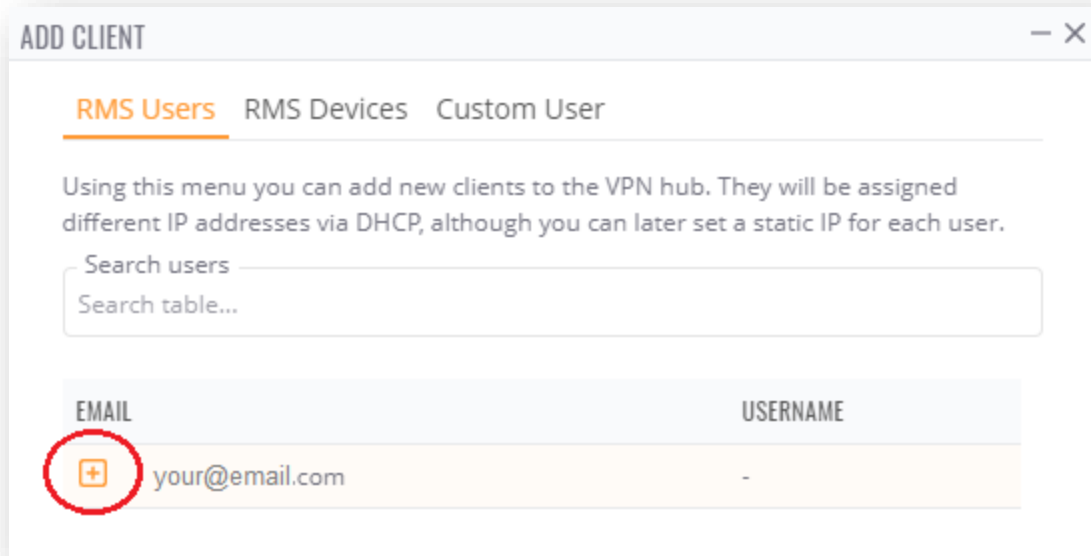 ADD CLIENT
RMS Users RMS Devices Custom User
Using this menu you can add new clients to the VPN hub. They will be assigned
different IP addresses via DHCP, although you can later set a static IP for each user.
Search users
Search table...
EMAIL USERNAME
your@email.com -